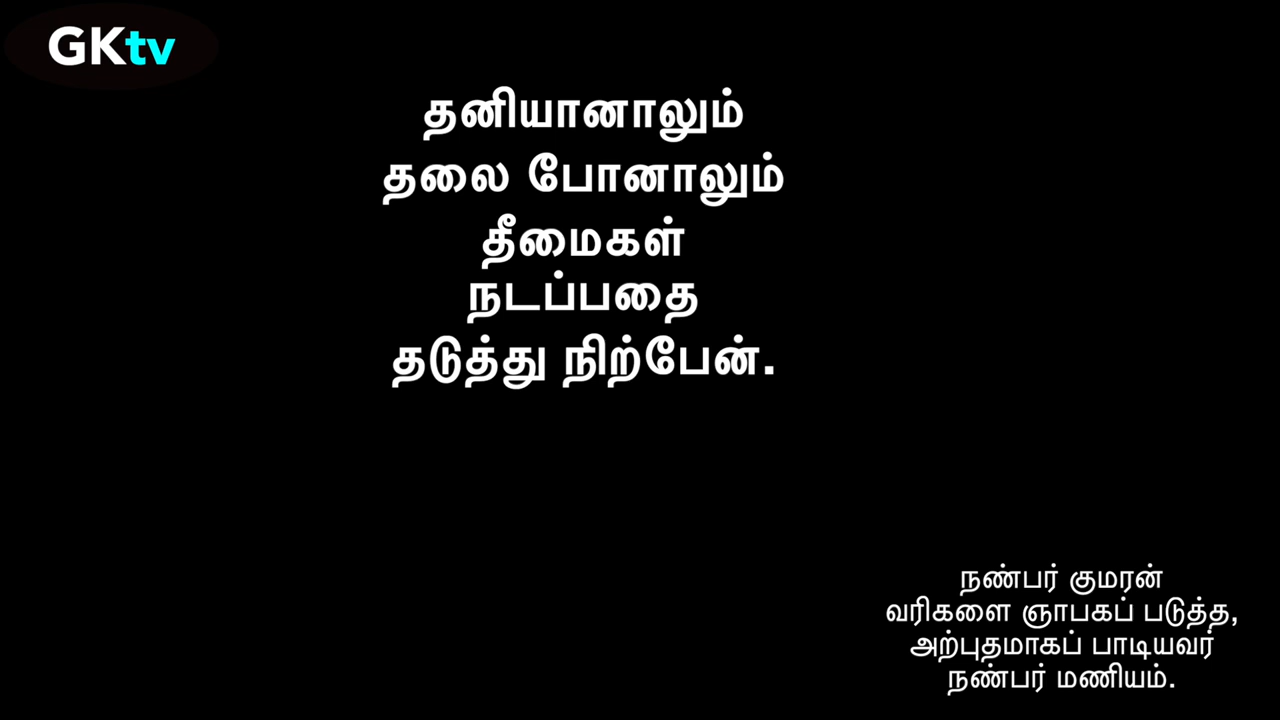 GKtv
தனியானாலும்
தலை போனாலும்
தீமைகள்
நடப்பதை
தடுத்து நிற்பேன்.
நண்பர் குமரன்
வரிகளை ஞாபகப் படுத்த,
அற்புதமாகப் பாடியவர்
நண்பர் மணியம்.